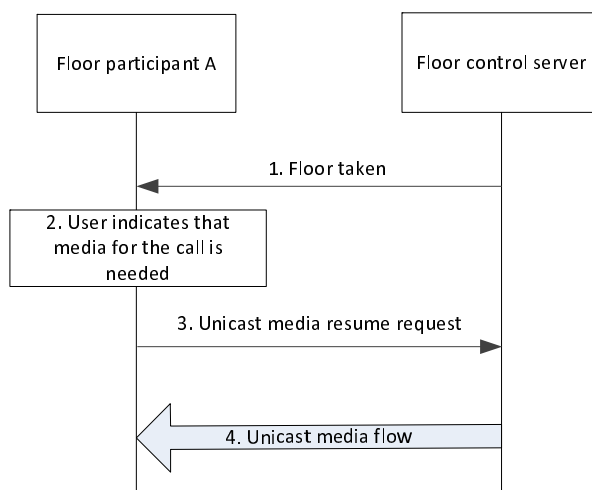 Floor participant A
Floor control server
1. Floor taken
2. User indicates that
media for the call is
needed
3. Unicast media resume request
4. Unicast media flow